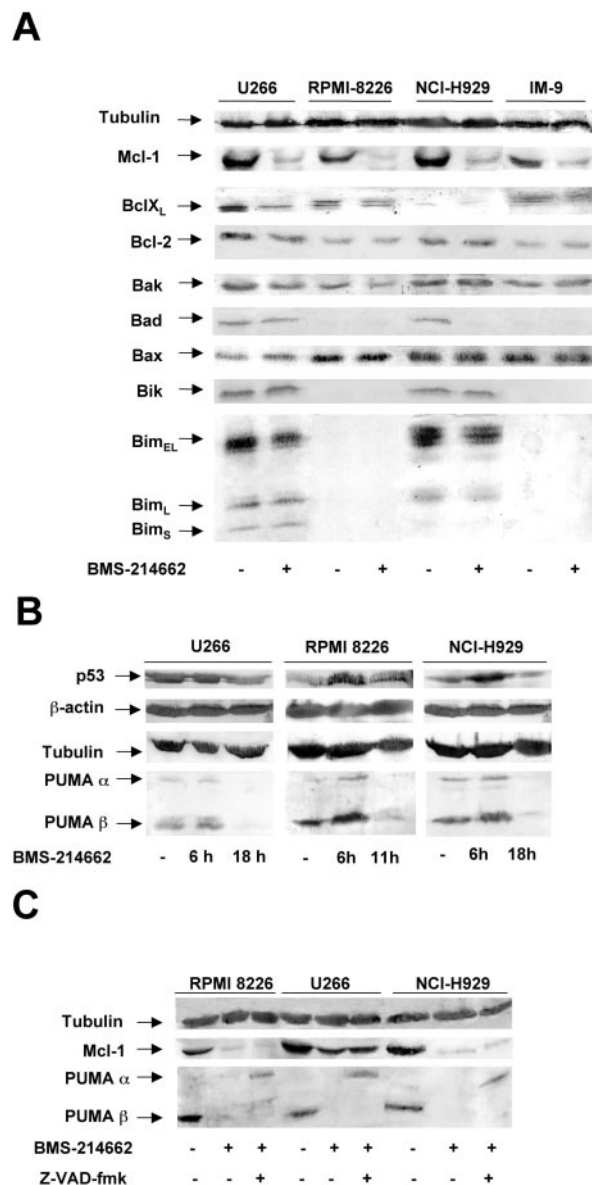 A
U266 RPMI-8226 NCI-H929 IM-9
Tubulin
Mcl-1
BclXL
Bcl-2
Bak
Bad
Bax
Bik
BimEL
BimL
BimS
BMS-214662 - + - + - + - +
B
U266 RPMI 8226 NCI-H929
p53
β-actin
Tubulin
PUMA α
PUMA β
BMS-214662 - 6 h 18 h - 6h 11h - 6h 18h
C
RPMI 8226 U266 NCI-H929
Tubulin
Mcl-1
PUMA α
PUMA β
BMS-214662 - + + - + + - + +
Z-VAD-fmk - - + - - + - - +